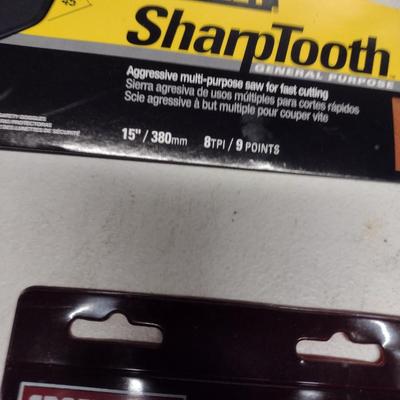 45°
SharpTooth
GENERAL PURPOSE
Aggressive multi-purpose saw for fast cutting
Sierra agresiva de usos múltiples para cortes rápidos
Scie agressive à but multiple pour couper vite
15"/380mm 8TPI/9 POINTS